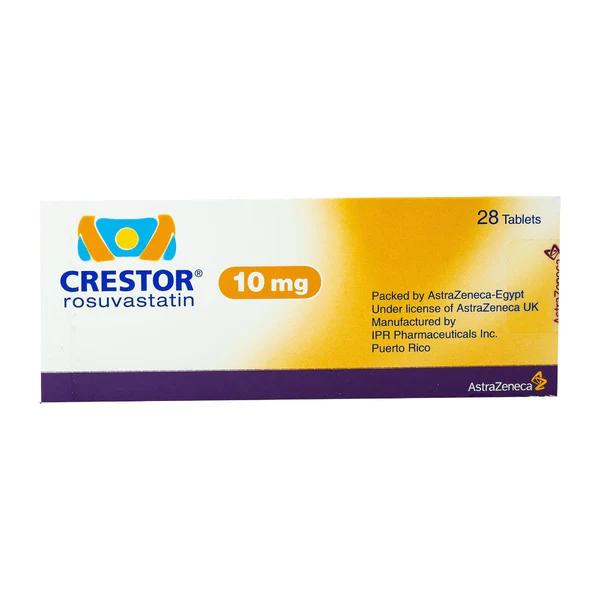 28 Tablets
CRESTOR®
rosuvastatin
10 mg
Packed by AstraZeneca-Egypt
Under license of AstraZeneca UK
Manufactured by
IPR Pharmaceuticals Inc.
Puerto Rico
AstraZeneca
AstraZeneca